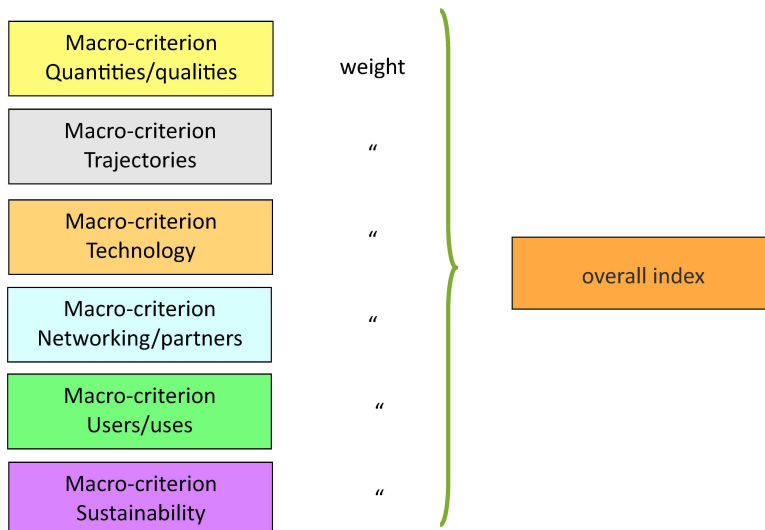 Macro-criterion
Quantities/qualities
weight
Macro-criterion
Trajectories
“
Macro-criterion
Technology
“
overall index
Macro-criterion
Networking/partners
“
Macro-criterion
Users/uses
“
Macro-criterion
Sustainability
“